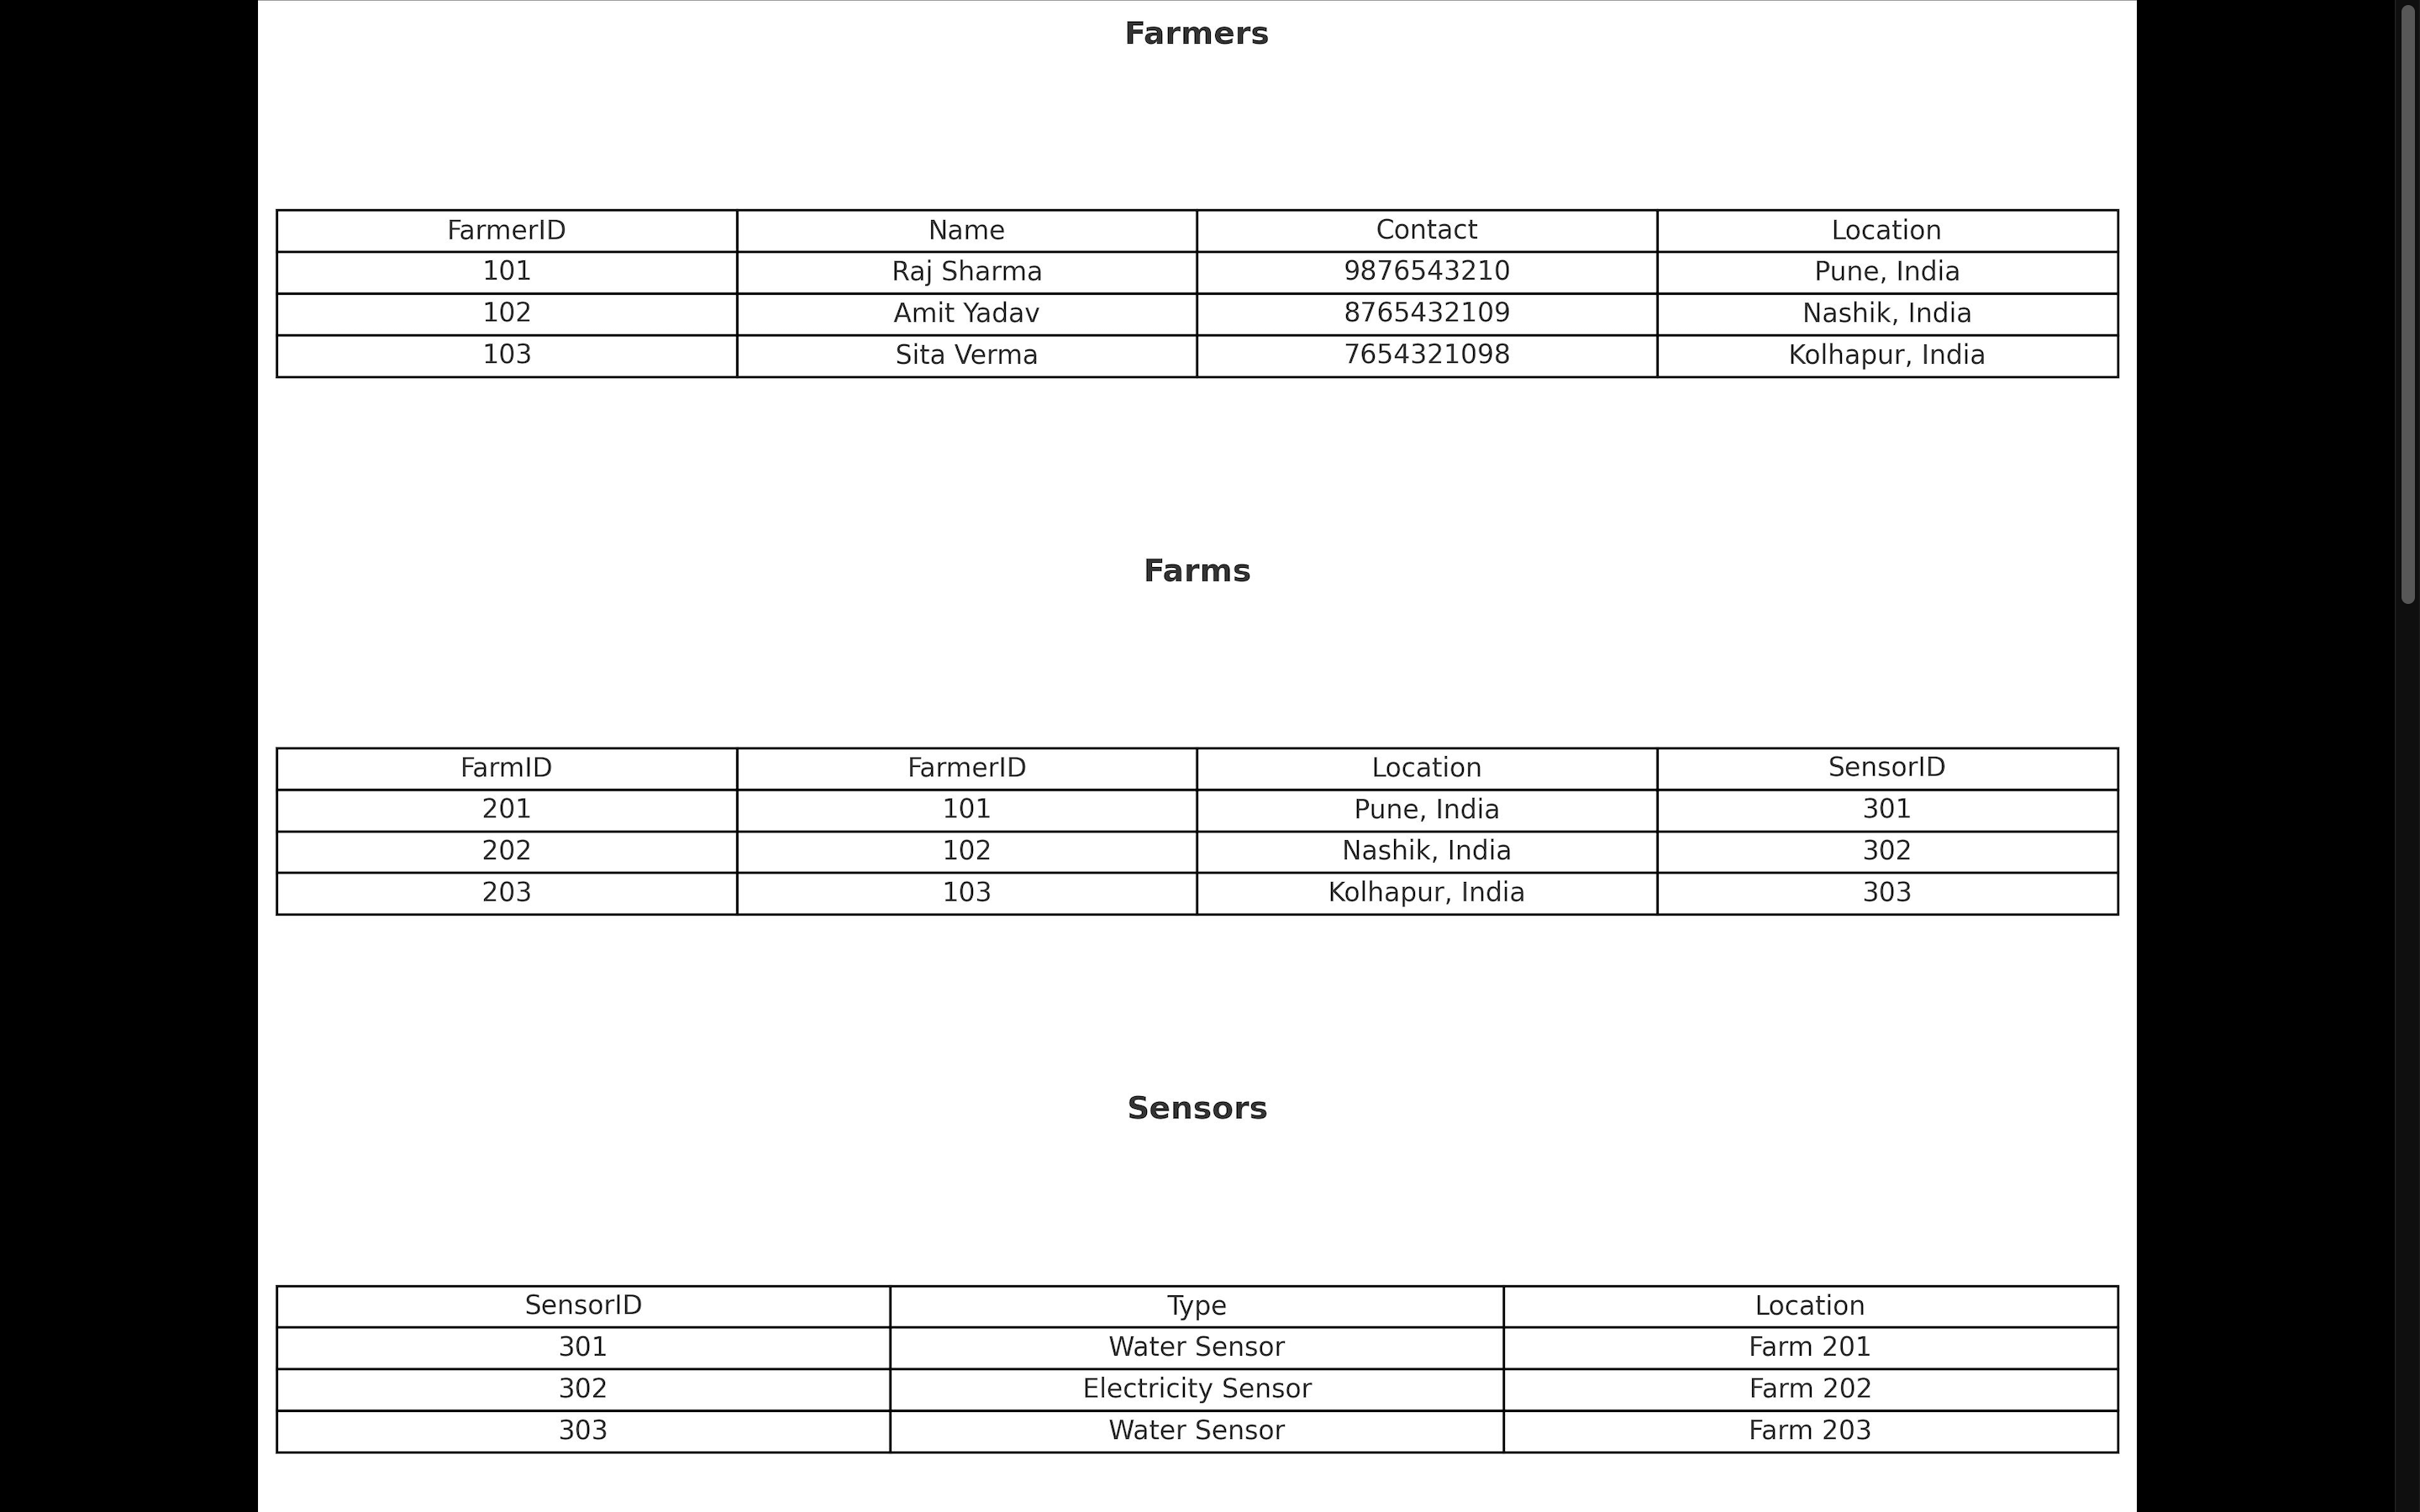 Farmers
FarmerID Name Contact Location
101 Raj Sharma 9876543210 Pune, India
102 Amit Yadav 8765432109 Nashik, India
103 Sita Verma 7654321098 Kolhapur, India
Farms
FarmID FarmerID Location SensorID
201 101 Pune, India 301
202 102 Nashik, India 302
203 103 Kolhapur, India 303
Sensors
SensorID Type Location
301 Water Sensor Farm 201
302 Electricity Sensor Farm 202
303 Water Sensor Farm 203